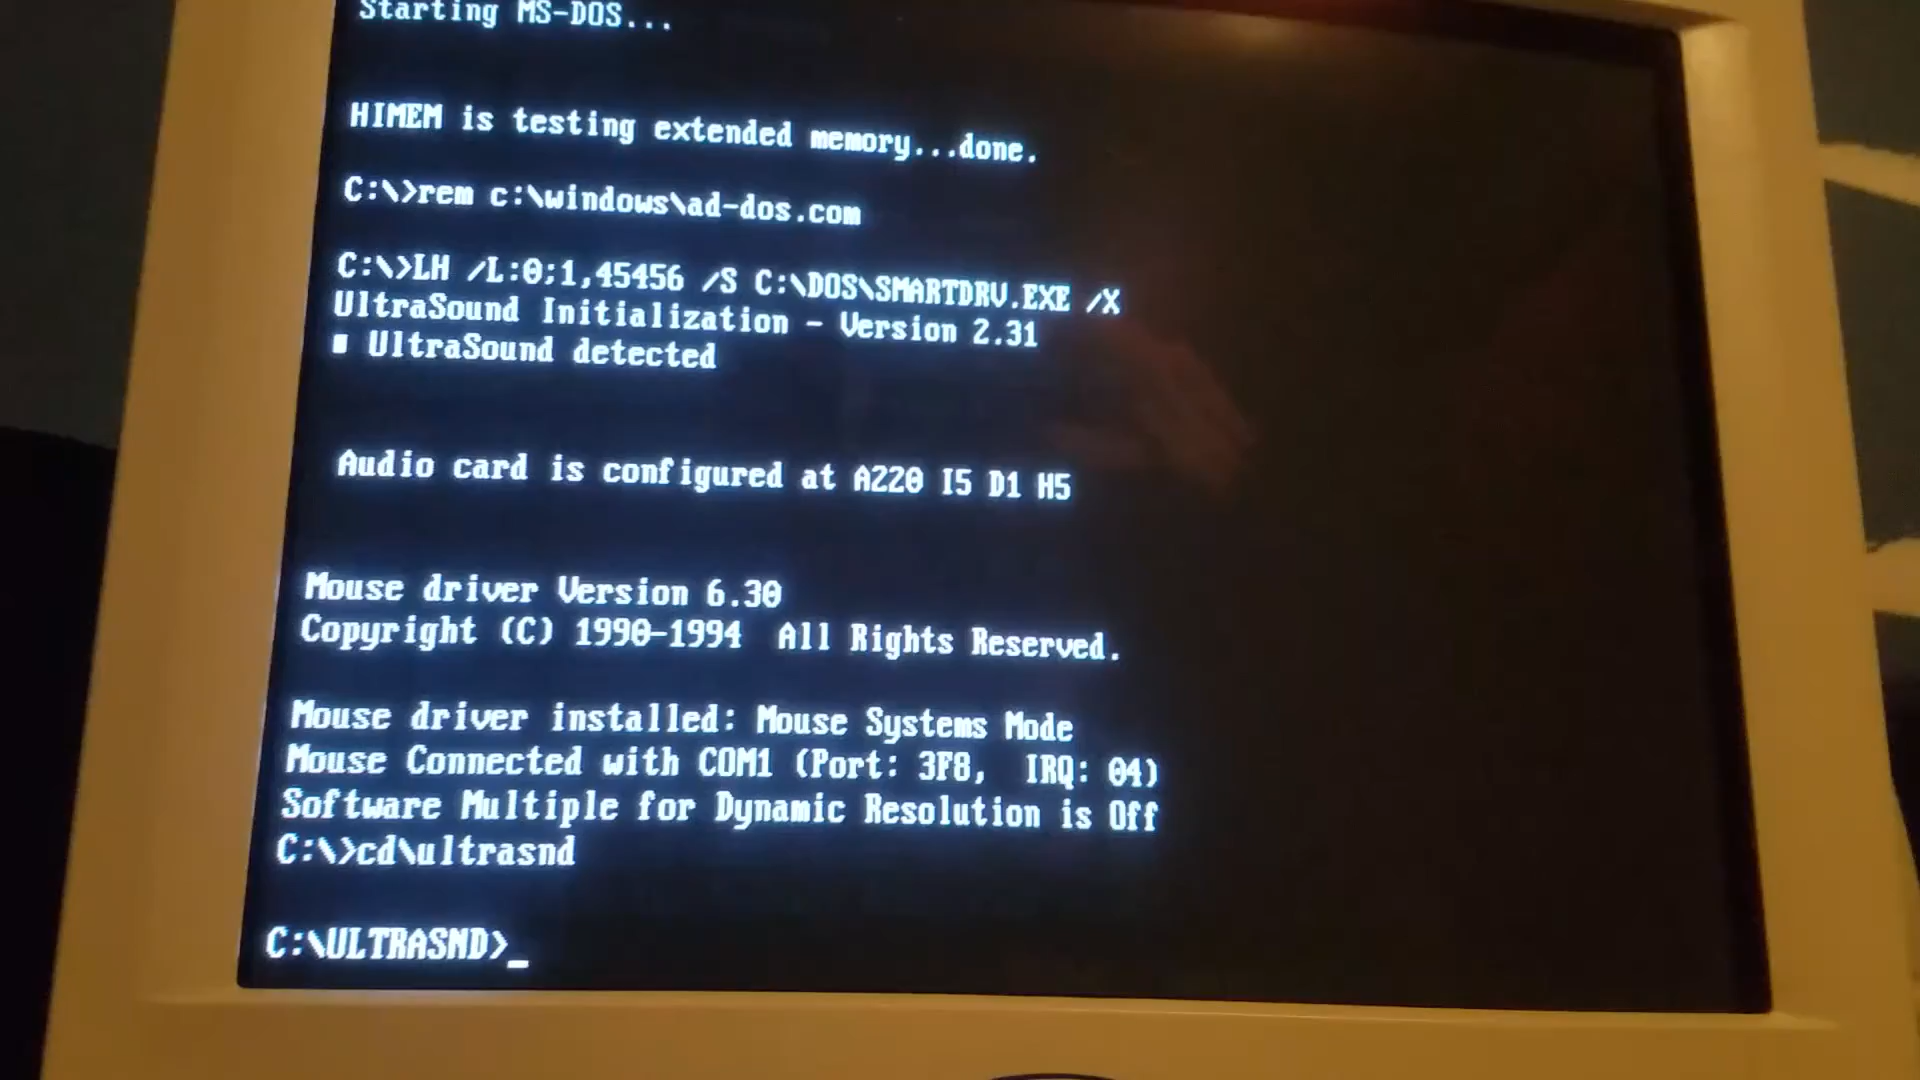 Starting MS-DOS...
HIMEM is testing extended memory...done.
C:\>rem c:\windows\ad-dos.com
C:\>LH /L:0;1,45456 /S C:\DOS\SMARTDRV.EXE /X
UltraSound Initialization - Version 2.31
■ UltraSound detected
Audio card is configured at A220 I5 D1 H5
Mouse driver Version 6.30
Copyright (C) 1990-1994  All Rights Reserved.
Mouse driver installed: Mouse Systems Mode
Mouse Connected with COM1 (Port: 3F8,  IRQ: 04)
Software Multiple for Dynamic Resolution is Off
C:\>cd\ultrasnd
C:\ULTRASND>_